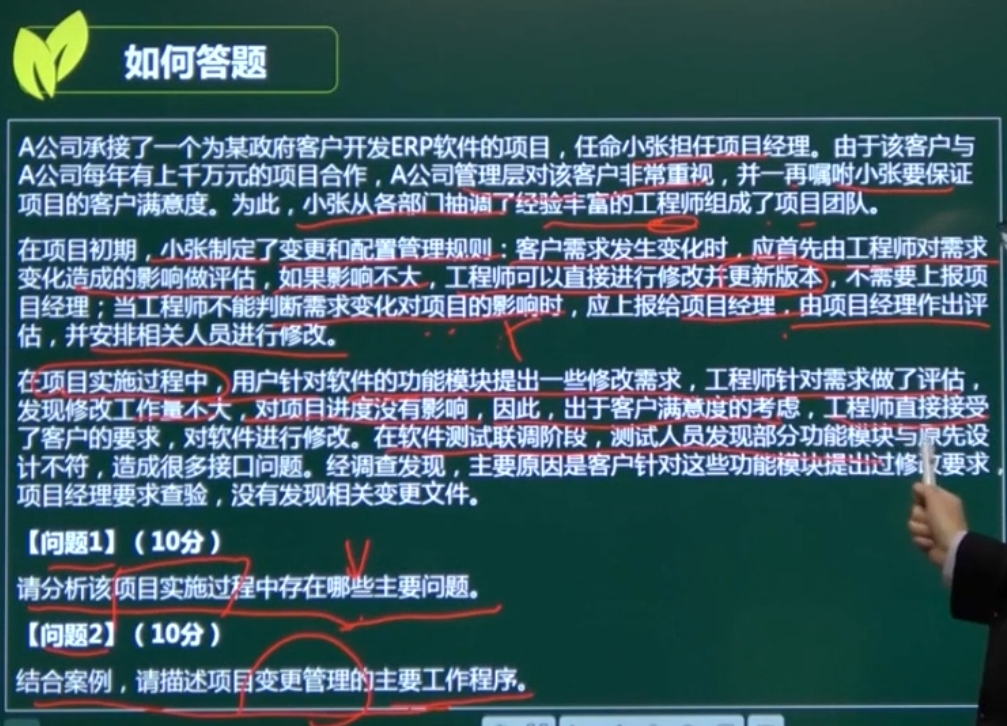 如何答题
A公司承接了一个为某政府客户开发ERP软件的项目，任命小张担任项目经理。由于该客户与
A公司每年有上千万元的项目合作，A公司管理层对该客户非常重视，并一再嘱咐小张要保证
项目的客户满意度。为此，小张从各部门抽调了经验丰富的工程师组成了项目团队。
在项目初期，小张制定了变更和配置管理规则：客户需求发生变化时，应首先由工程师对需求
变化造成的影响做评估，如果影响不大，工程师可以直接进行修改并更新版本，不需要上报项
目经理；当工程师不能判断需求变化对项目的影响时，应上报给项目经理，由项目经理作出评
估，并安排相关人员进行修改。
在项目实施过程中，用户针对软件的功能模块提出一些修改需求，工程师针对需求做了评估，
发现修改工作量不大，对项目进度没有影响，因此，出于客户满意度的考虑，工程师直接接受
了客户的要求，对软件进行修改。在软件测试联调阶段，测试人员发现部分功能模块与原先设
计不符，造成很多接口问题。经调查发现，主要原因是客户针对这些功能模块提出过修改要求，
项目经理要求查验，没有发现相关变更文件。
【问题1】（10分）
请分析该项目实施过程中存在哪些主要问题。
【问题2】（10分）
结合案例，请描述项目变更管理的主要工作程序。